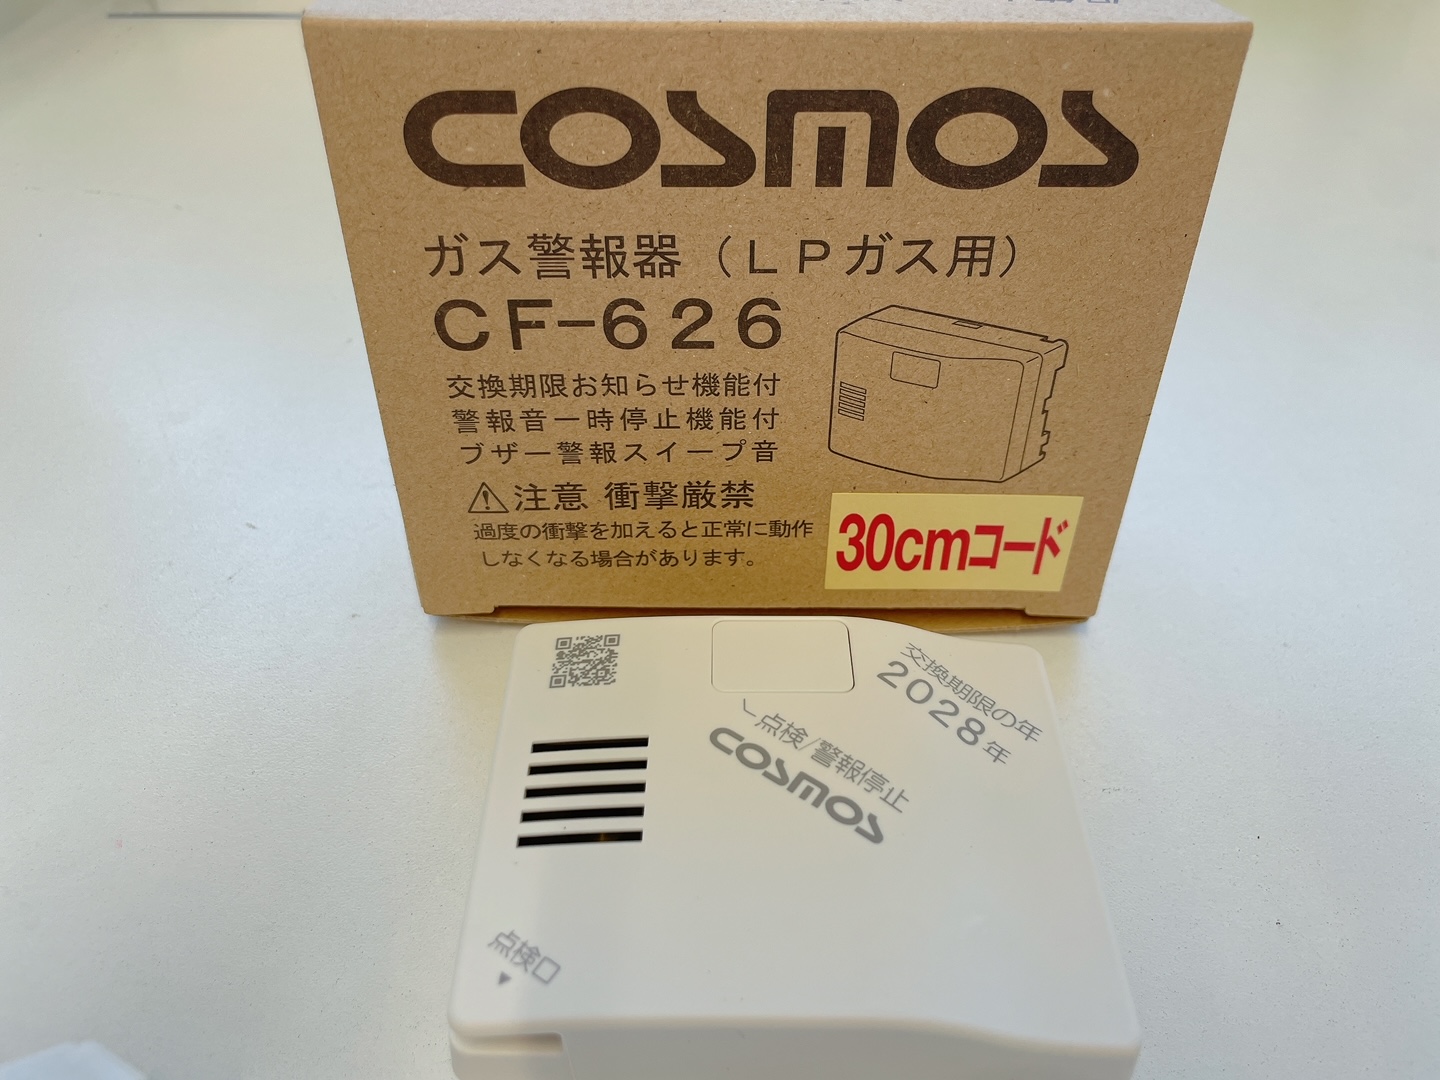 COSMOS
ガス警報器（LPガス用）
CF-626
交換期限お知らせ機能付
警報音一時停止機能付
ブザー警報スイープ音
注意 衝撃厳禁
過度の衝撃を加えると正常に動作
しなくなる場合があります。
30cmコード
交換期限の年
2028年
点検/警報停止
COSMOS
点検口